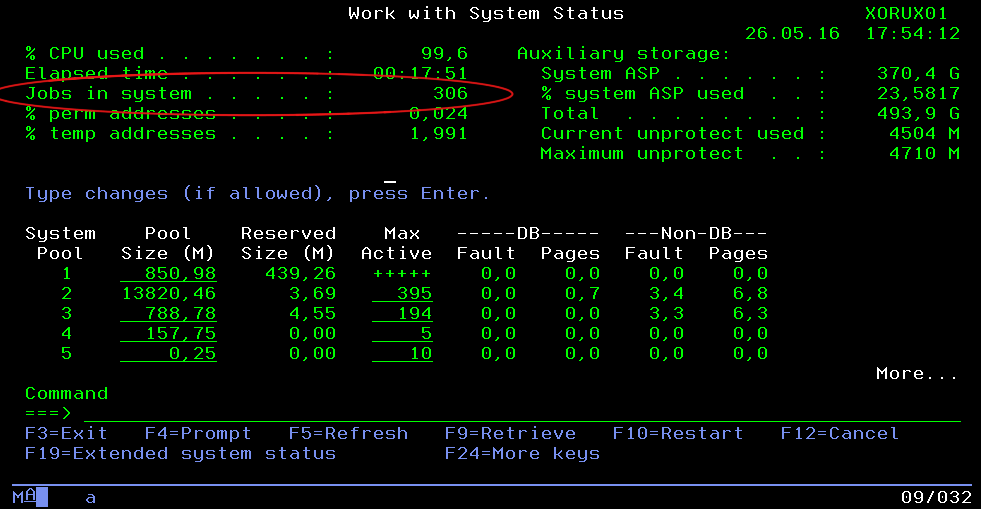 Work with System Status XORUX01
26.05.16 17:54:12
% CPU used . . . . . . . : 99,6 Auxiliary storage:
Elapsed time . . . . . . : 00:17:51 System ASP . . . . . . : 370,4 G
Jobs in system . . . . . : 306 % system ASP used . . : 23,5817
% perm addresses . . . . : 0,024 Total . . . . . . . . : 493,9 G
% temp addresses . . . . : 1,991 Current unprotect used : 4504 M
Maximum unprotect . . : 4710 M
Type changes (if allowed), press Enter.
System Pool Reserved Max -----DB----- ---Non-DB---
Pool Size (M) Size (M) Active Fault Pages Fault Pages
1 850,98 439,26 +++++ 0,0 0,0 0,0 0,0
2 13820,46 3,69 395 0,0 0,7 3,4 6,8
3 788,78 4,55 194 0,0 0,0 3,3 6,3
4 157,75 0,00 5 0,0 0,0 0,0 0,0
5 0,25 0,00 10 0,0 0,0 0,0 0,0
More...
Command
===>
F3=Exit F4=Prompt F5=Refresh F9=Retrieve F10=Restart F12=Cancel
F19=Extended system status F24=More keys
MA a 09/032